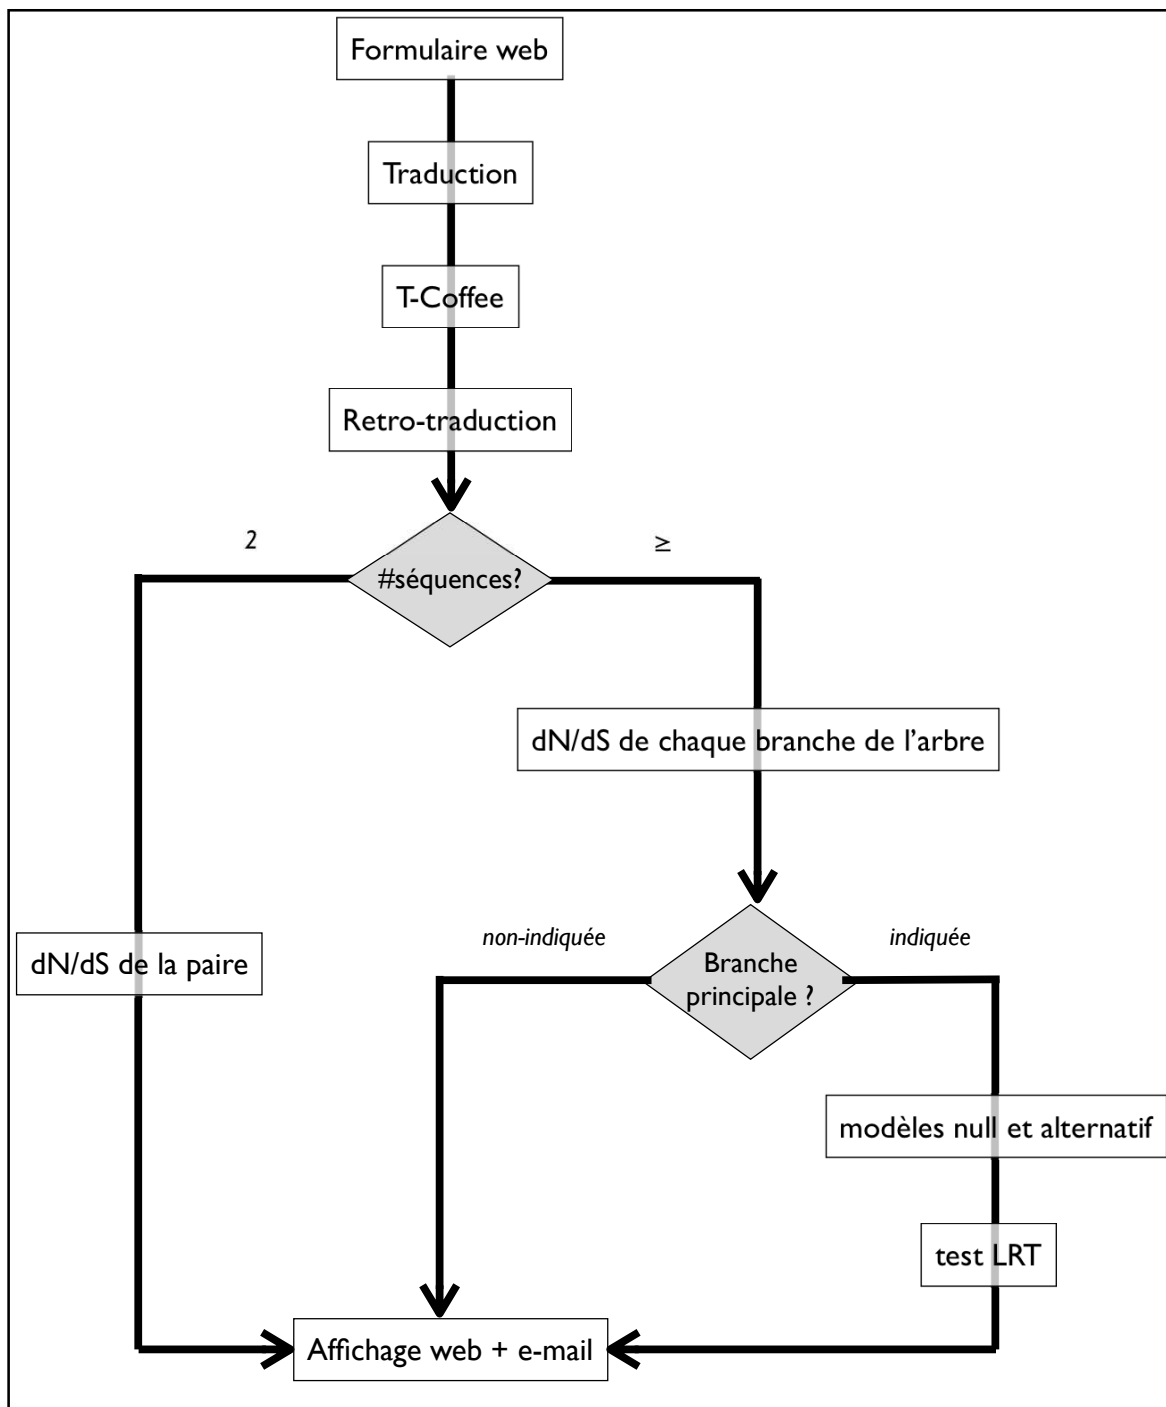 Formulaire web
Traduction
T-Coffee
Retro-traduction
2
≥
#séquences?
dN/dS de chaque branche de l'arbre
non-indiquée
indiquée
Branche
principale ?
dN/dS de la paire
modèles null et alternatif
test LRT
Affichage web + e-mail